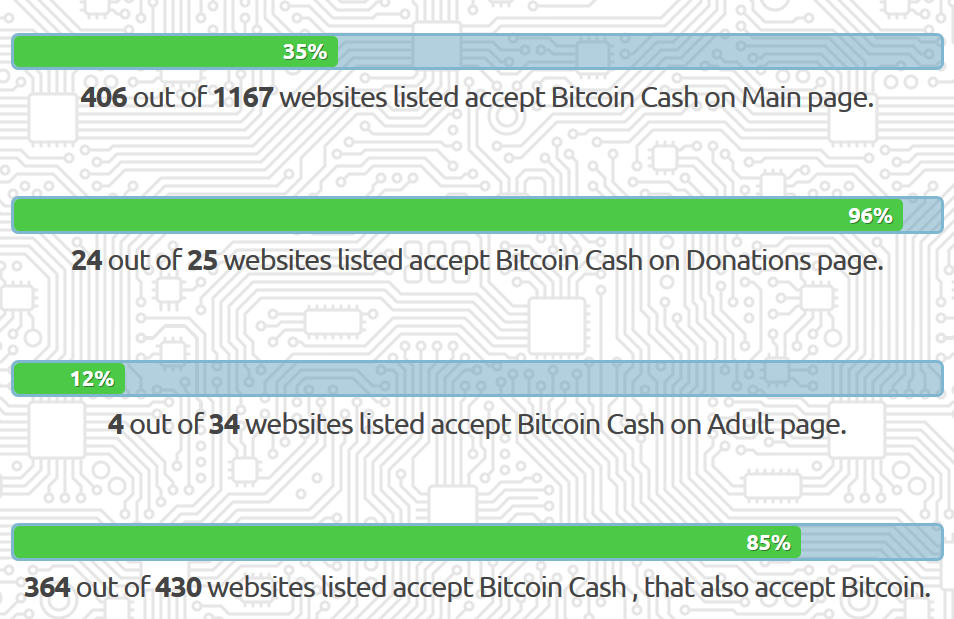 35%
406 out of 1167 websites listed accept Bitcoin Cash on Main page.
96%
24 out of 25 websites listed accept Bitcoin Cash on Donations page.
12%
4 out of 34 websites listed accept Bitcoin Cash on Adult page.
85%
364 out of 430 websites listed accept Bitcoin Cash , that also accept Bitcoin.